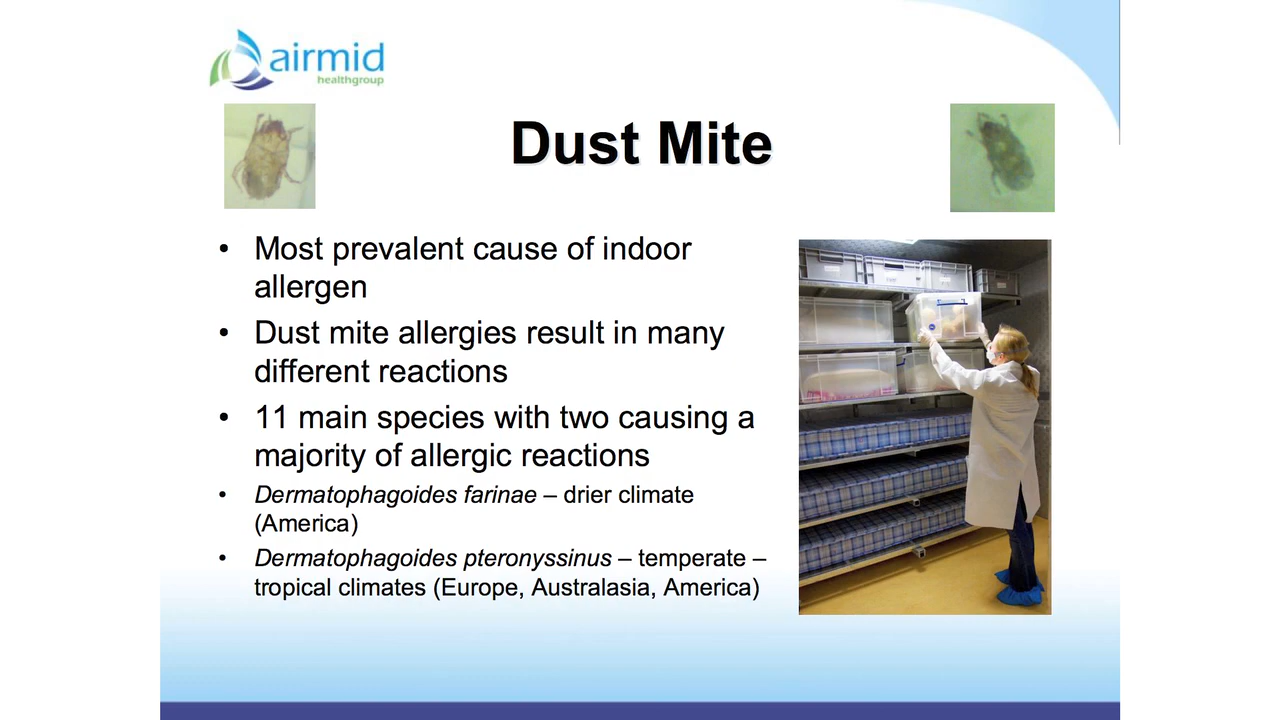 airmid
healthgroup
Dust Mite
• Most prevalent cause of indoor
allergen
• Dust mite allergies result in many
different reactions
• 11 main species with two causing a
majority of allergic reactions
• Dermatophagoides farinae – drier climate
(America)
• Dermatophagoides pteronyssinus – temperate –
tropical climates (Europe, Australasia, America)